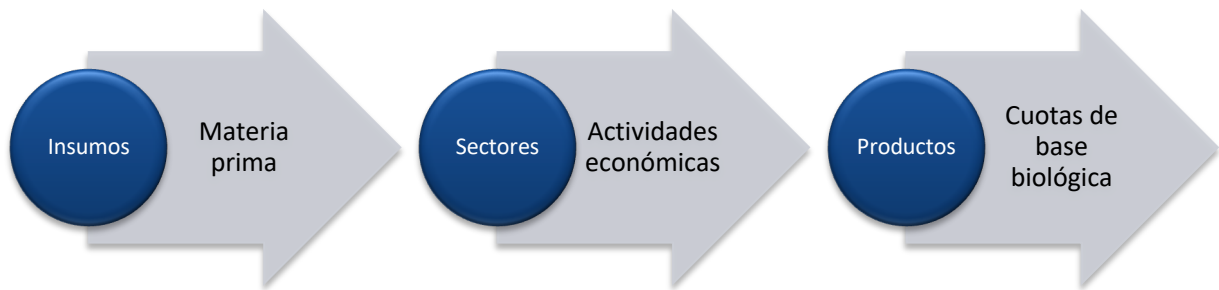 Insumos
Materia
prima
Sectores
Actividades
económicas
Productos
Cuotas de
base
biológica